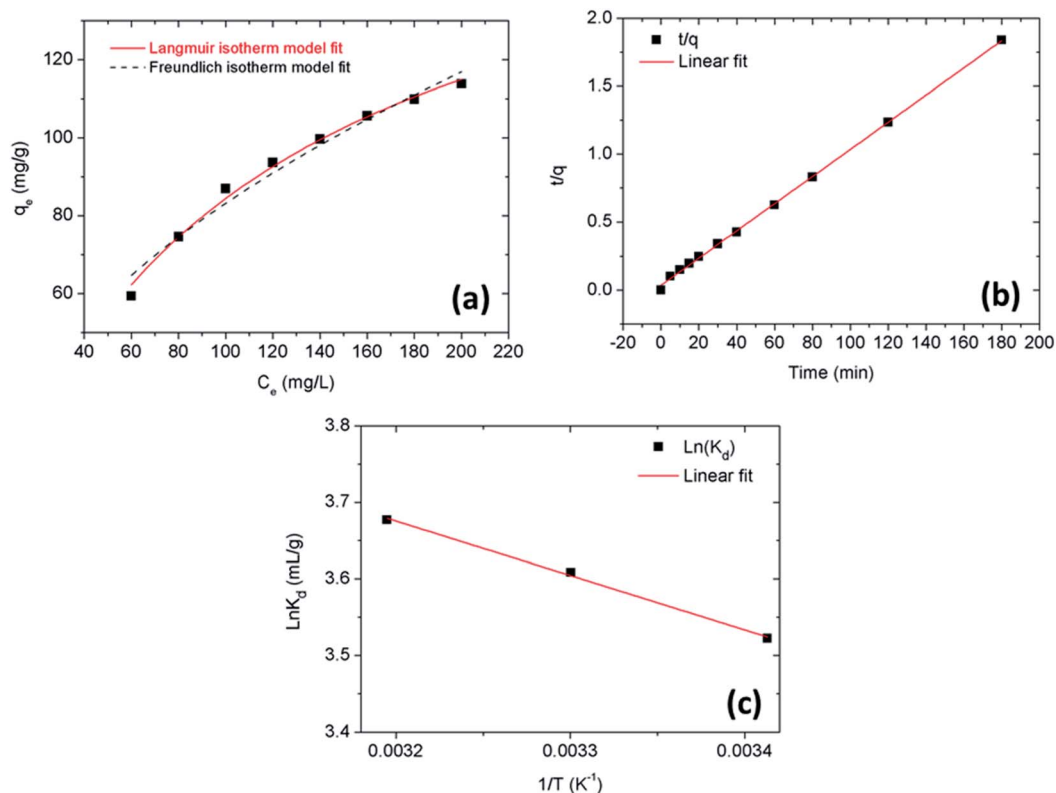 Langmuir isotherm model fit
Freundlich isotherm model fit
120
100
80
60
qₑ (mg/g)
40 60 80 100 120 140 160 180 200 220
Cₑ (mg/L)
(a)
t/q
Linear fit
2.0
1.5
1.0
0.5
0.0
t/q
-20 0 20 40 60 80 100 120 140 160 180 200
Time (min)
(b)
Ln(K_d)
Linear fit
3.8
3.7
3.6
3.5
3.4
LnK_d (mL/g)
0.0032 0.0033 0.0034
1/T (K⁻¹)
(c)